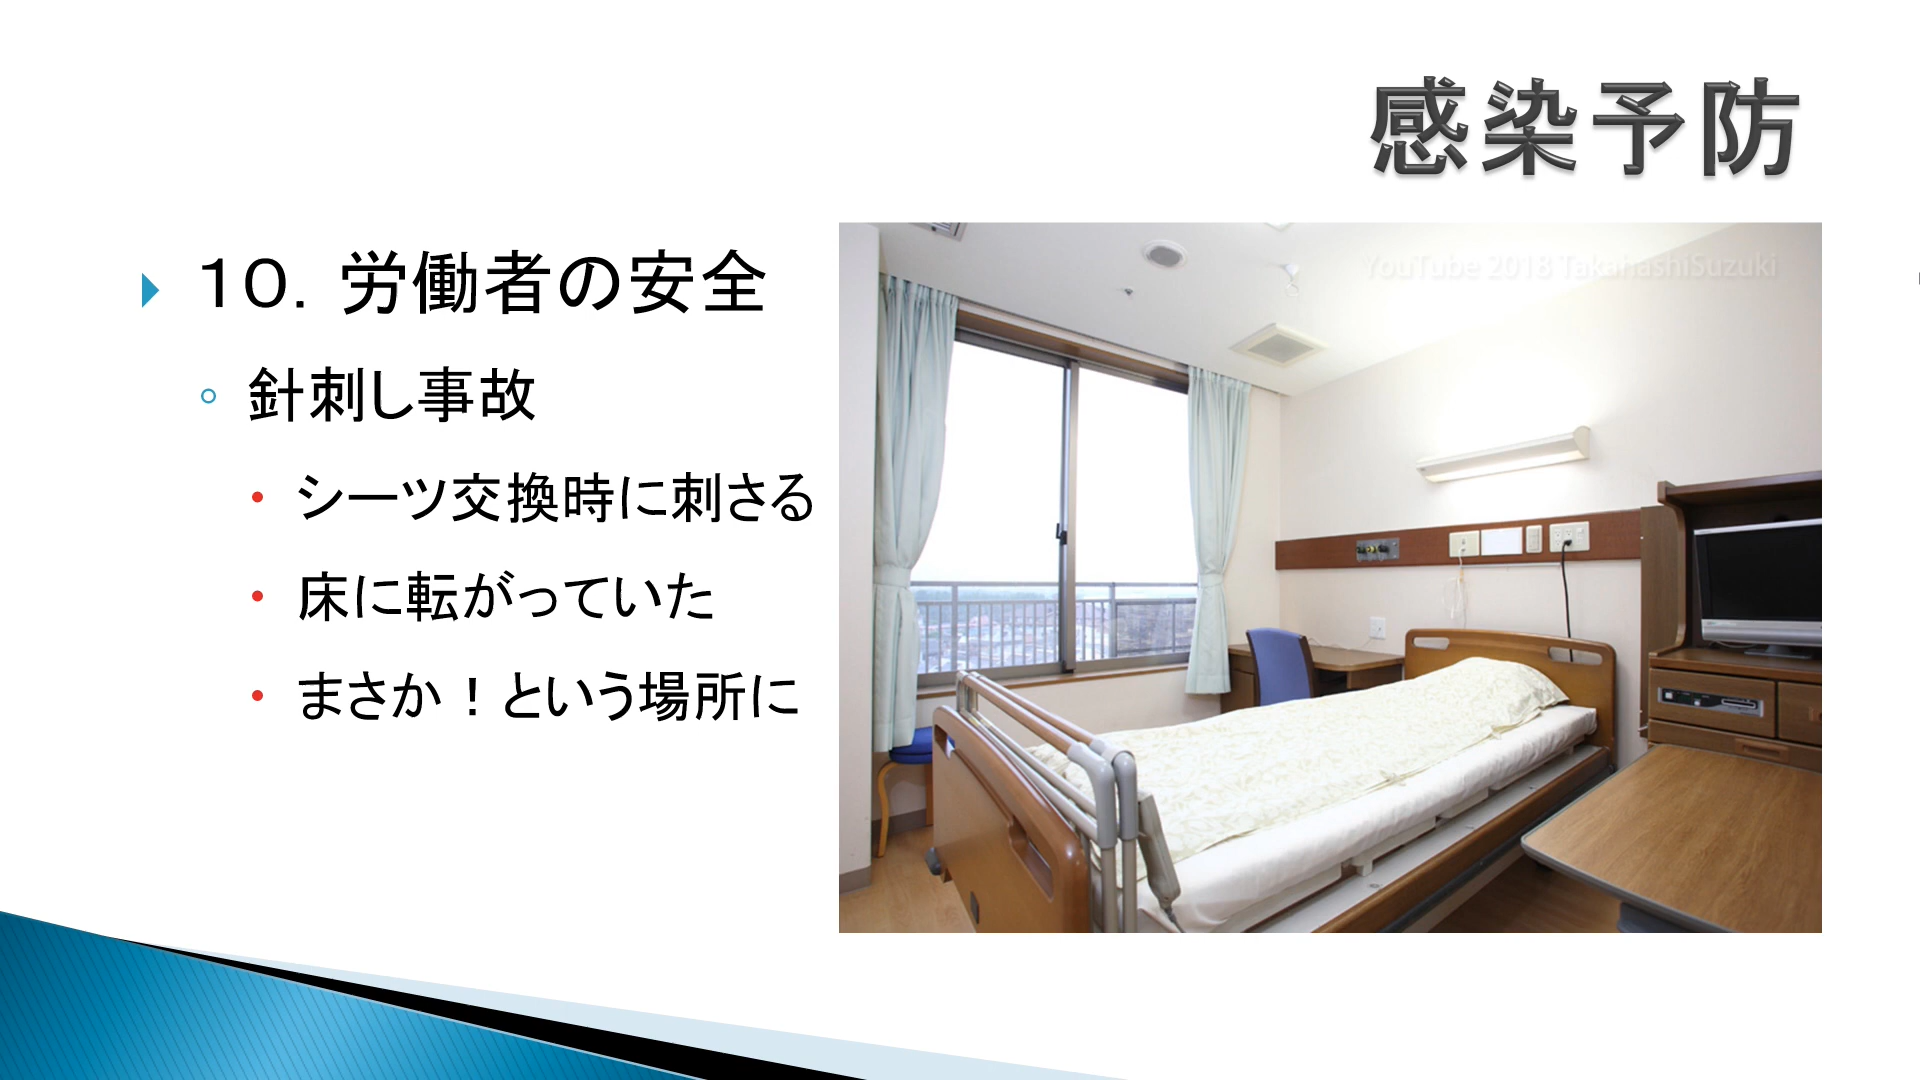 感染予防
１０．労働者の安全
針刺し事故
シーツ交換時に刺さる
床に転がっていた
まさか！という場所に
YouTube 2018 TakahashiSuzuki